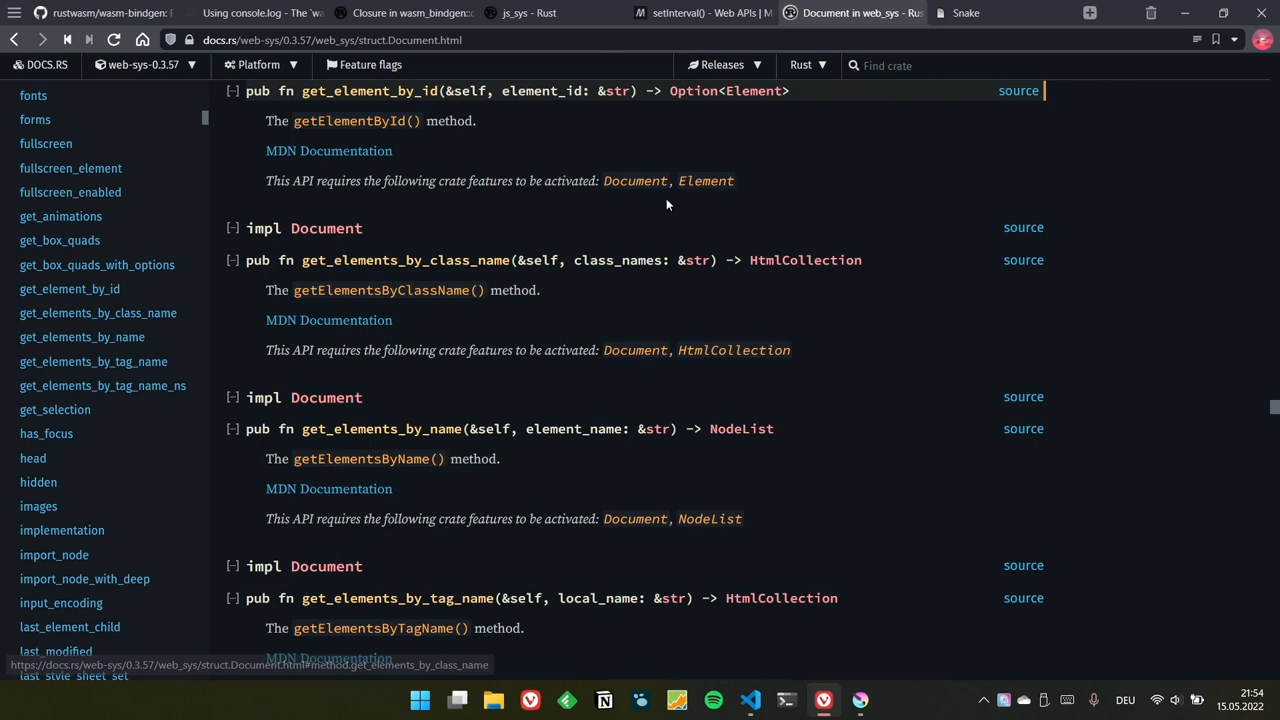 rustwasm/wasm-bindgen: F
Using console.log - The `wa
Closure in wasm_bindgen::c
js_sys - Rust
setInterval() - Web APIs | M
Document in web_sys - Rus
Snake
docs.rs/web-sys/0.3.57/web_sys/struct.Document.html
DOCS.RS
web-sys-0.3.57
Platform
Feature flags
Releases
Rust
Find crate
fonts
forms
fullscreen
fullscreen_element
fullscreen_enabled
get_animations
get_box_quads
get_box_quads_with_options
get_element_by_id
get_elements_by_class_name
get_elements_by_name
get_elements_by_tag_name
get_elements_by_tag_name_ns
get_selection
has_focus
head
hidden
images
implementation
import_node
import_node_with_deep
input_encoding
last_element_child
last_modified
last_style_sheet_set
[-] pub fn get_element_by_id(&self, element_id: &str) -> Option<Element> source
The getElementById() method.
MDN Documentation
This API requires the following crate features to be activated: Document, Element
[-] impl Document source
[-] pub fn get_elements_by_class_name(&self, class_names: &str) -> HtmlCollection source
The getElementsByClassName() method.
MDN Documentation
This API requires the following crate features to be activated: Document, HtmlCollection
[-] impl Document source
[-] pub fn get_elements_by_name(&self, element_name: &str) -> NodeList source
The getElementsByName() method.
MDN Documentation
This API requires the following crate features to be activated: Document, NodeList
[-] impl Document source
[-] pub fn get_elements_by_tag_name(&self, local_name: &str) -> HtmlCollection source
The getElementsByTagName() method.
MDN Documentation
https://docs.rs/web-sys/0.3.57/web_sys/struct.Document.html#method.get_elements_by_class_name
DEU
21:54
15.05.2022